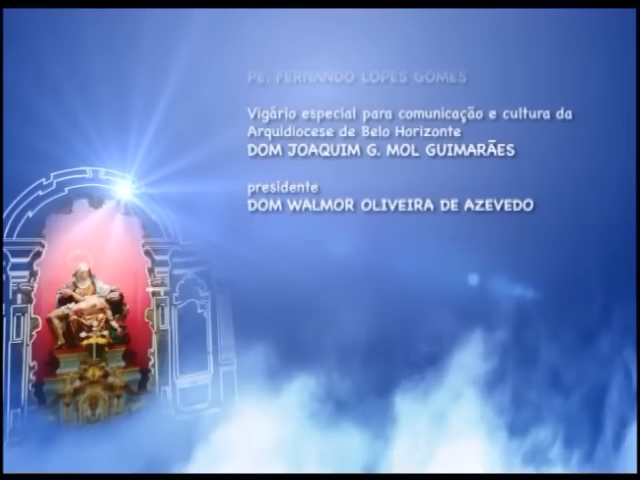 PE. FERNANDO LOPES GOMES
Vigário especial para comunicação e cultura da
Arquidiocese de Belo Horizonte
DOM JOAQUIM G. MOL GUIMARÃES
presidente
DOM WALMOR OLIVEIRA DE AZEVEDO